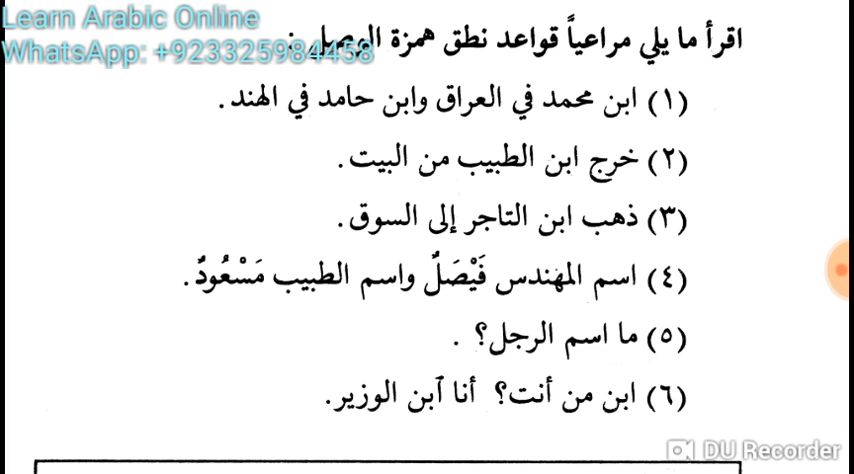 Learn Arabic Online
WhatsApp: +923325984458
اقرأ ما يلي مراعياً قواعد نطق همزة الوصل :
(١) ابن محمد في العراق وابن حامد في الهند .
(٢) خرج ابن الطبيب من البيت .
(٣) ذهب ابن التاجر إلى السوق .
(٤) اسم المهندس فَيْصَلٌ واسم الطبيب مَسْعُودٌ .
(٥) ما اسم الرجل؟ .
(٦) ابن من أنت؟ أنا ٱبن الوزير .
DU Recorder